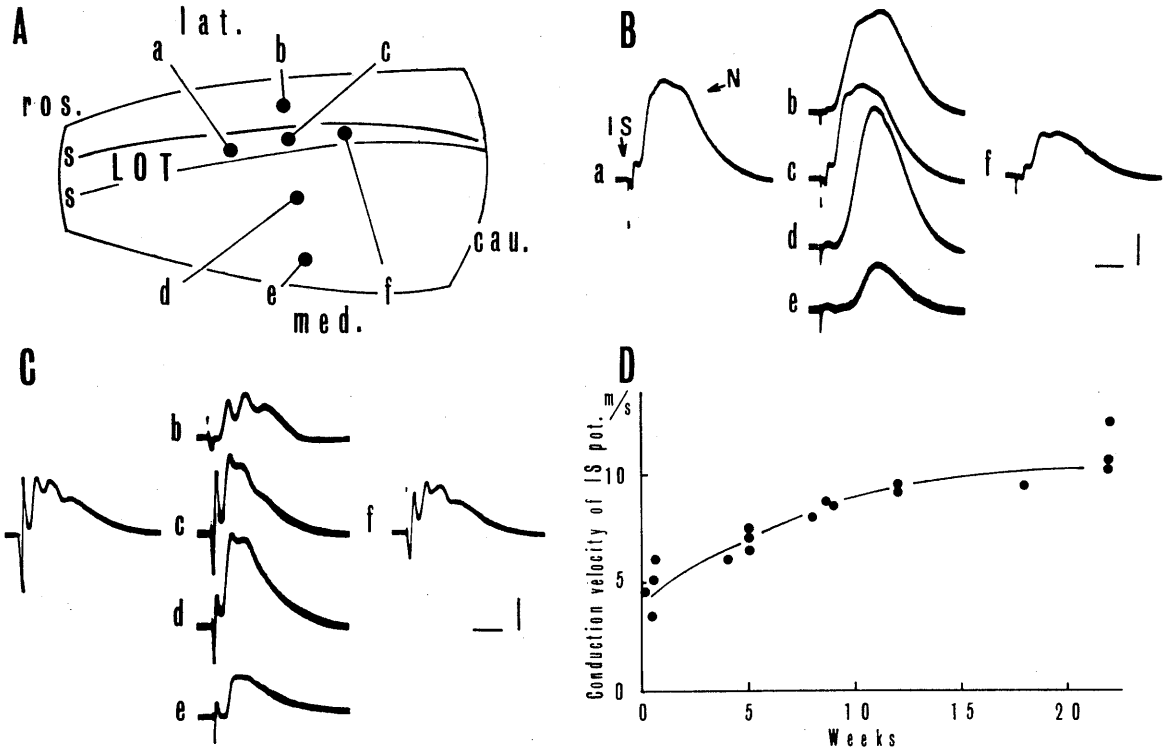 A
lat.
a
b
c
ros.
s
LOT
s
cau.
d
e
f
med.
B
N
IS
a
b
c
d
e
f
C
b
c
f
d
e
D
m/s
Conduction velocity of IS pot.
10
5
0
0 5 10 15 20
Weeks